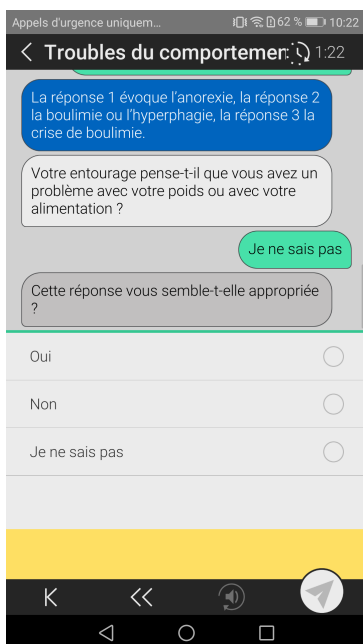 Appels d'urgence uniquem... 62 % 10:22
Troubles du comportemen 1:22
La réponse 1 évoque l'anorexie, la réponse 2
la boulimie ou l'hyperphagie, la réponse 3 la
crise de boulimie.
Votre entourage pense-t-il que vous avez un
problème avec votre poids ou avec votre
alimentation ?
Je ne sais pas
Cette réponse vous semble-t-elle appropriée
?
Oui
Non
Je ne sais pas